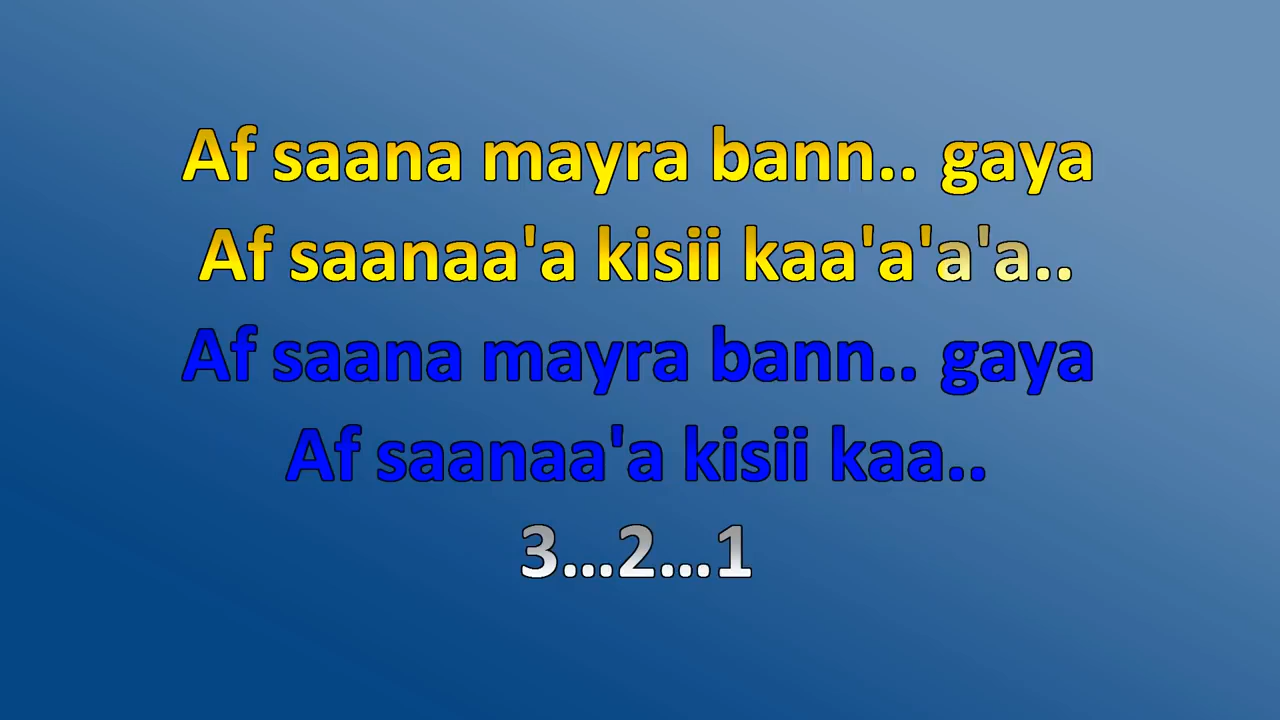 Af saana mayra bann.. gaya
Af saanaa'a kisii kaa'a'a'a..
Af saana mayra bann.. gaya
Af saanaa'a kisii kaa..
3...2...1